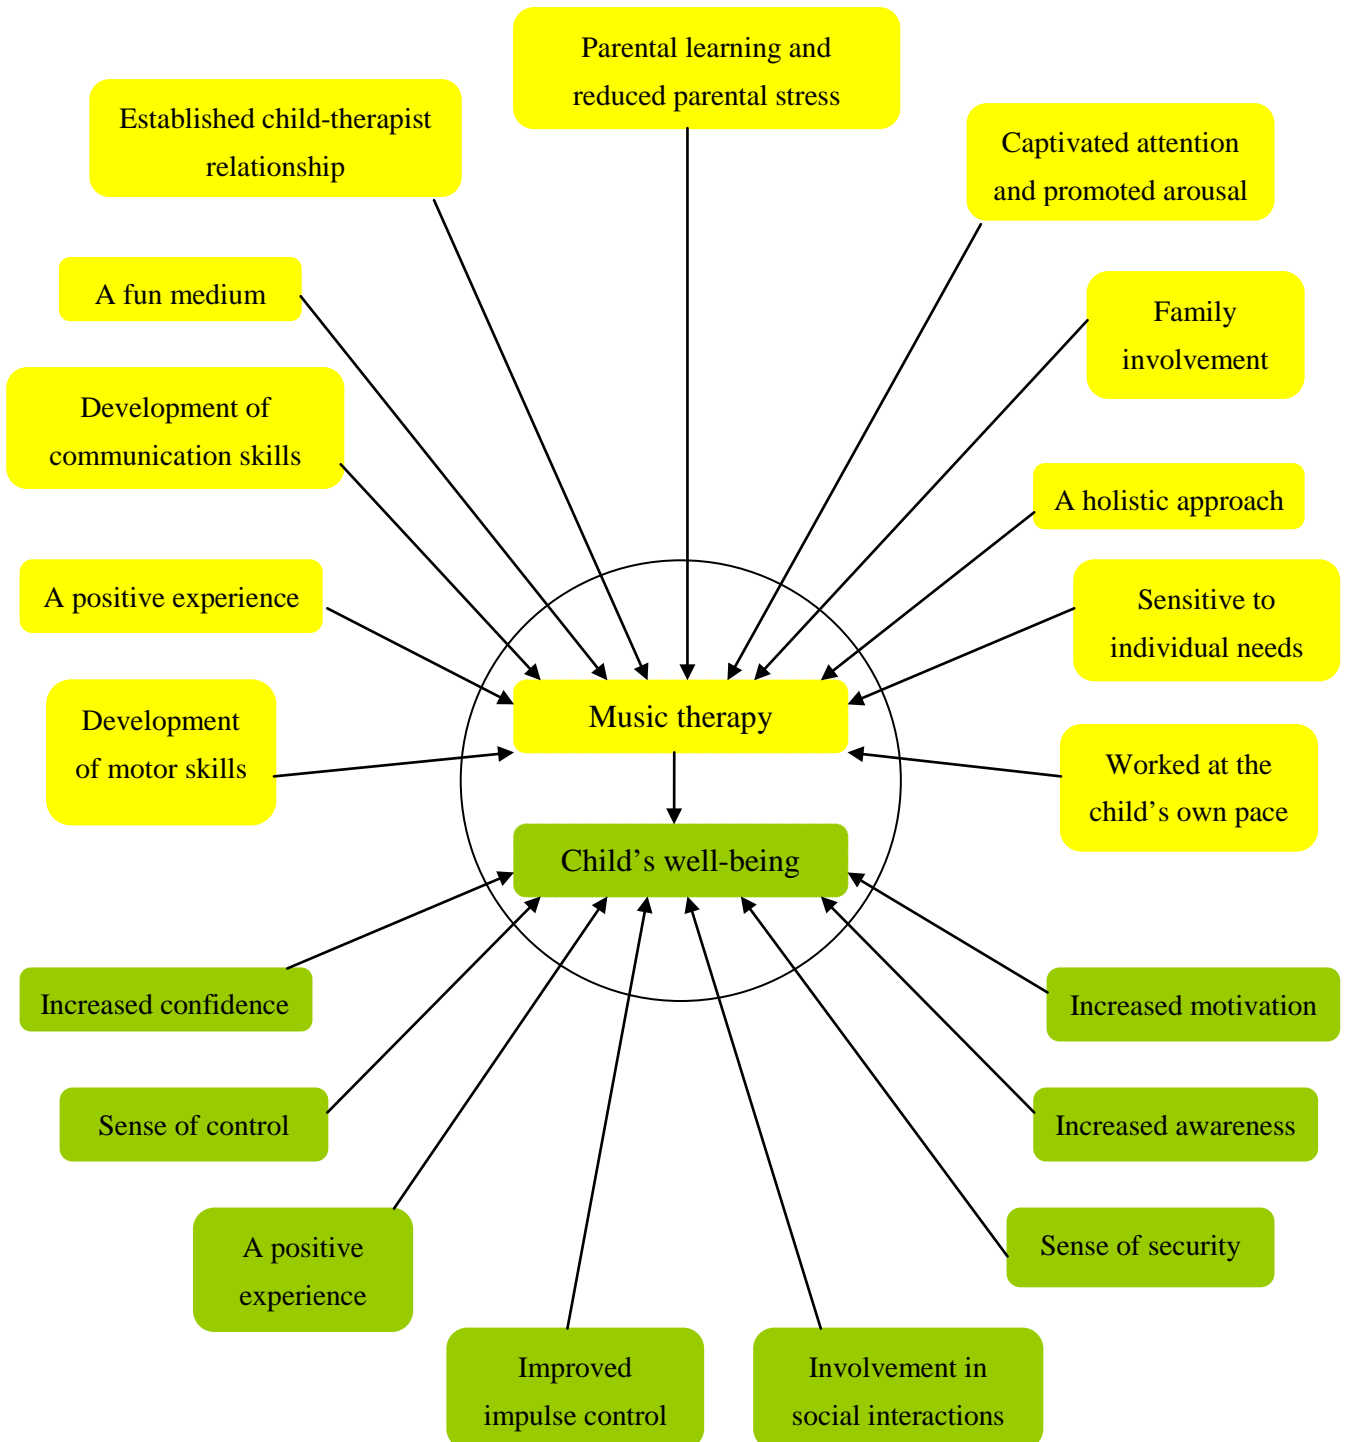 Parental learning and
reduced parental stress
Established child-therapist
relationship
Captivated attention
and promoted arousal
A fun medium
Family
involvement
Development of
communication skills
A holistic approach
A positive experience
Sensitive to
individual needs
Development
of motor skills
Music therapy
Worked at the
child’s own pace
Child’s well-being
Increased confidence
Increased motivation
Sense of control
Increased awareness
A positive
experience
Sense of security
Improved
impulse control
Involvement in
social interactions